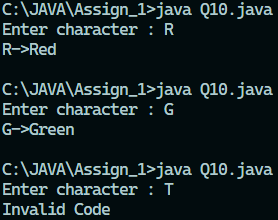 C:\JAVA\Assign_1>java Q10.java
Enter character : R
R->Red
C:\JAVA\Assign_1>java Q10.java
Enter character : G
G->Green
C:\JAVA\Assign_1>java Q10.java
Enter character : T
Invalid Code